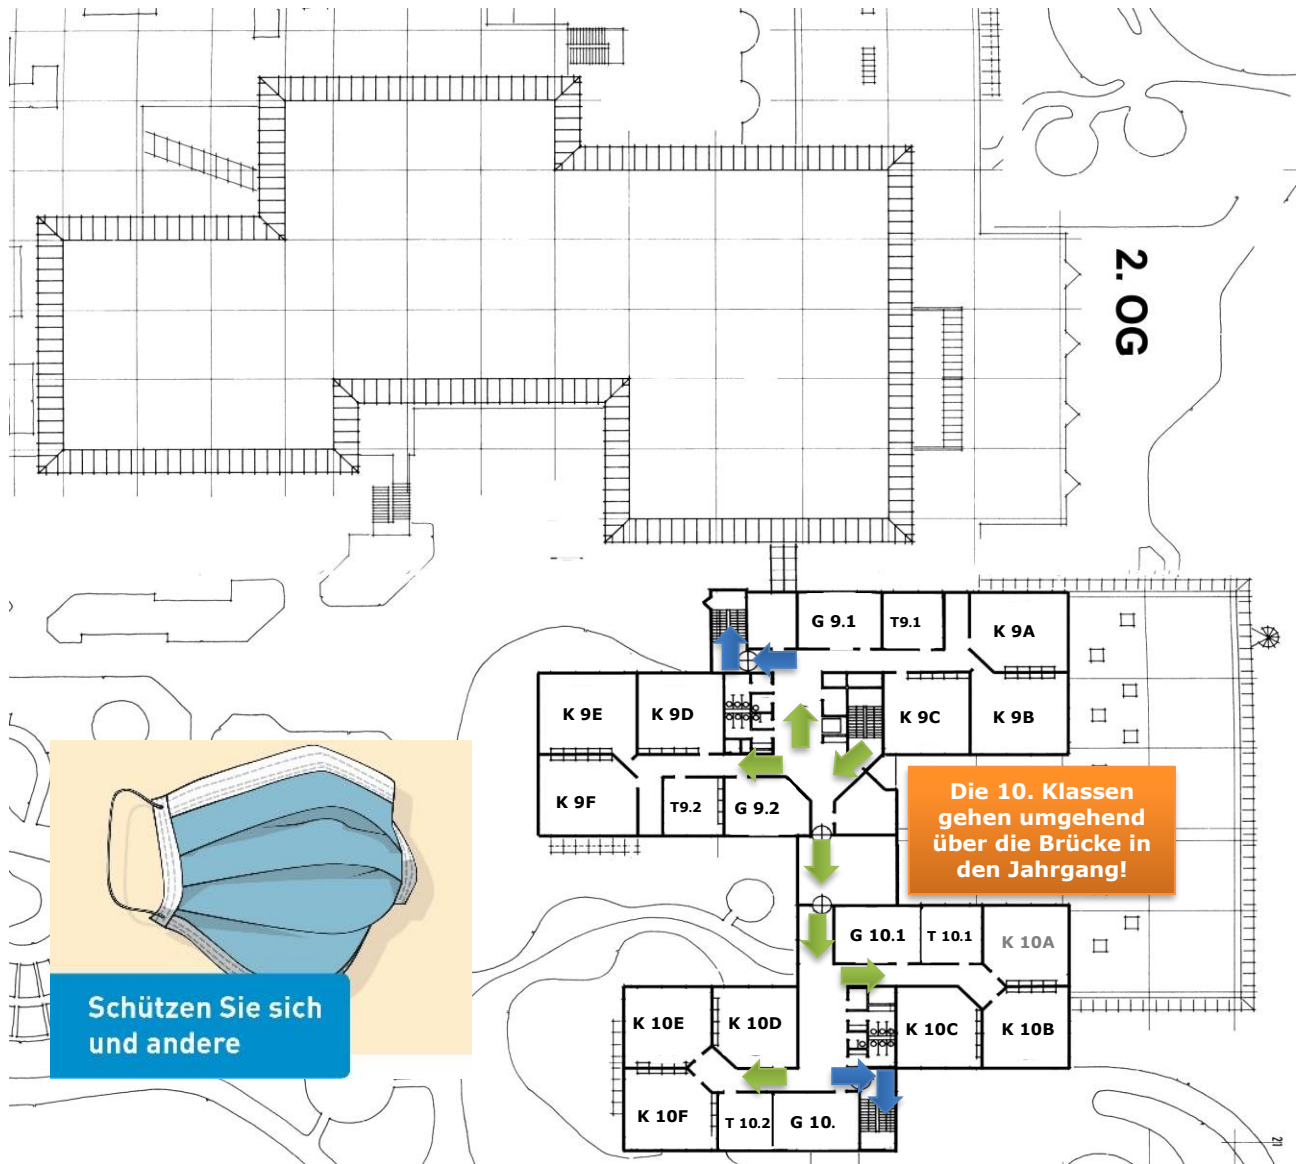 2. OG
G 9.1
T9.1
K 9A
K 9E
K 9D
K 9C
K 9B
K 9F
T9.2
G 9.2
Die 10. Klassen
gehen umgehend
über die Brücke in
den Jahrgang!
G 10.1
T 10.1
K 10A
K 10E
K 10D
K 10C
K 10B
K 10F
T 10.2
G 10.
Schützen Sie sich
und andere
21